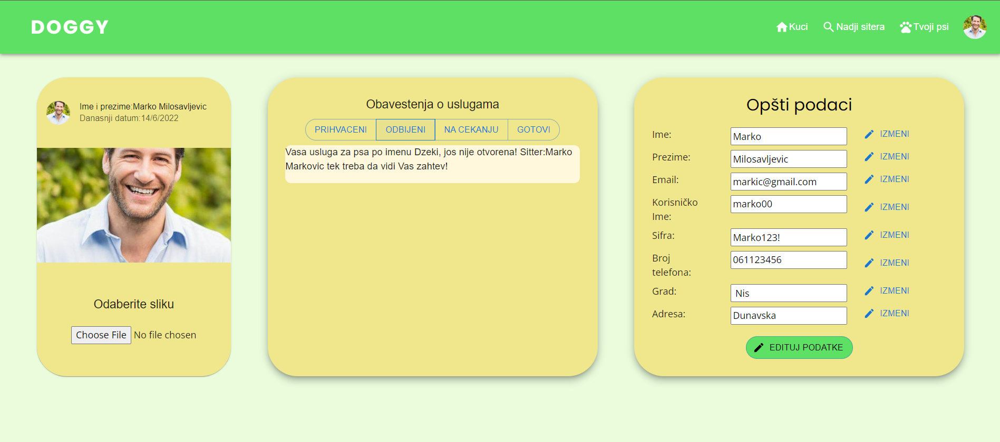 DOGGY
Kuci
Nadji sitera
Tvoji psi
Ime i prezime:Marko Milosavljevic
Danasnji datum:14/6/2022
Odaberite sliku
Choose File No file chosen
Obavestenja o uslugama
PRIHVACENI
ODBIJENI
NA CEKANJU
GOTOVI
Vasa usluga za psa po imenu Dzeki, jos nije otvorena! Sitter:Marko
Markovic tek treba da vidi Vas zahtev!
Opšti podaci
Ime:
Marko
IZMENI
Prezime:
Milosavljevic
IZMENI
Email:
markic@gmail.com
IZMENI
Korisničko
Ime:
marko00
IZMENI
Sifra:
Marko123!
IZMENI
Broj
telefona:
061123456
IZMENI
Grad:
Nis
IZMENI
Adresa:
Dunavska
IZMENI
EDITUJ PODATKE